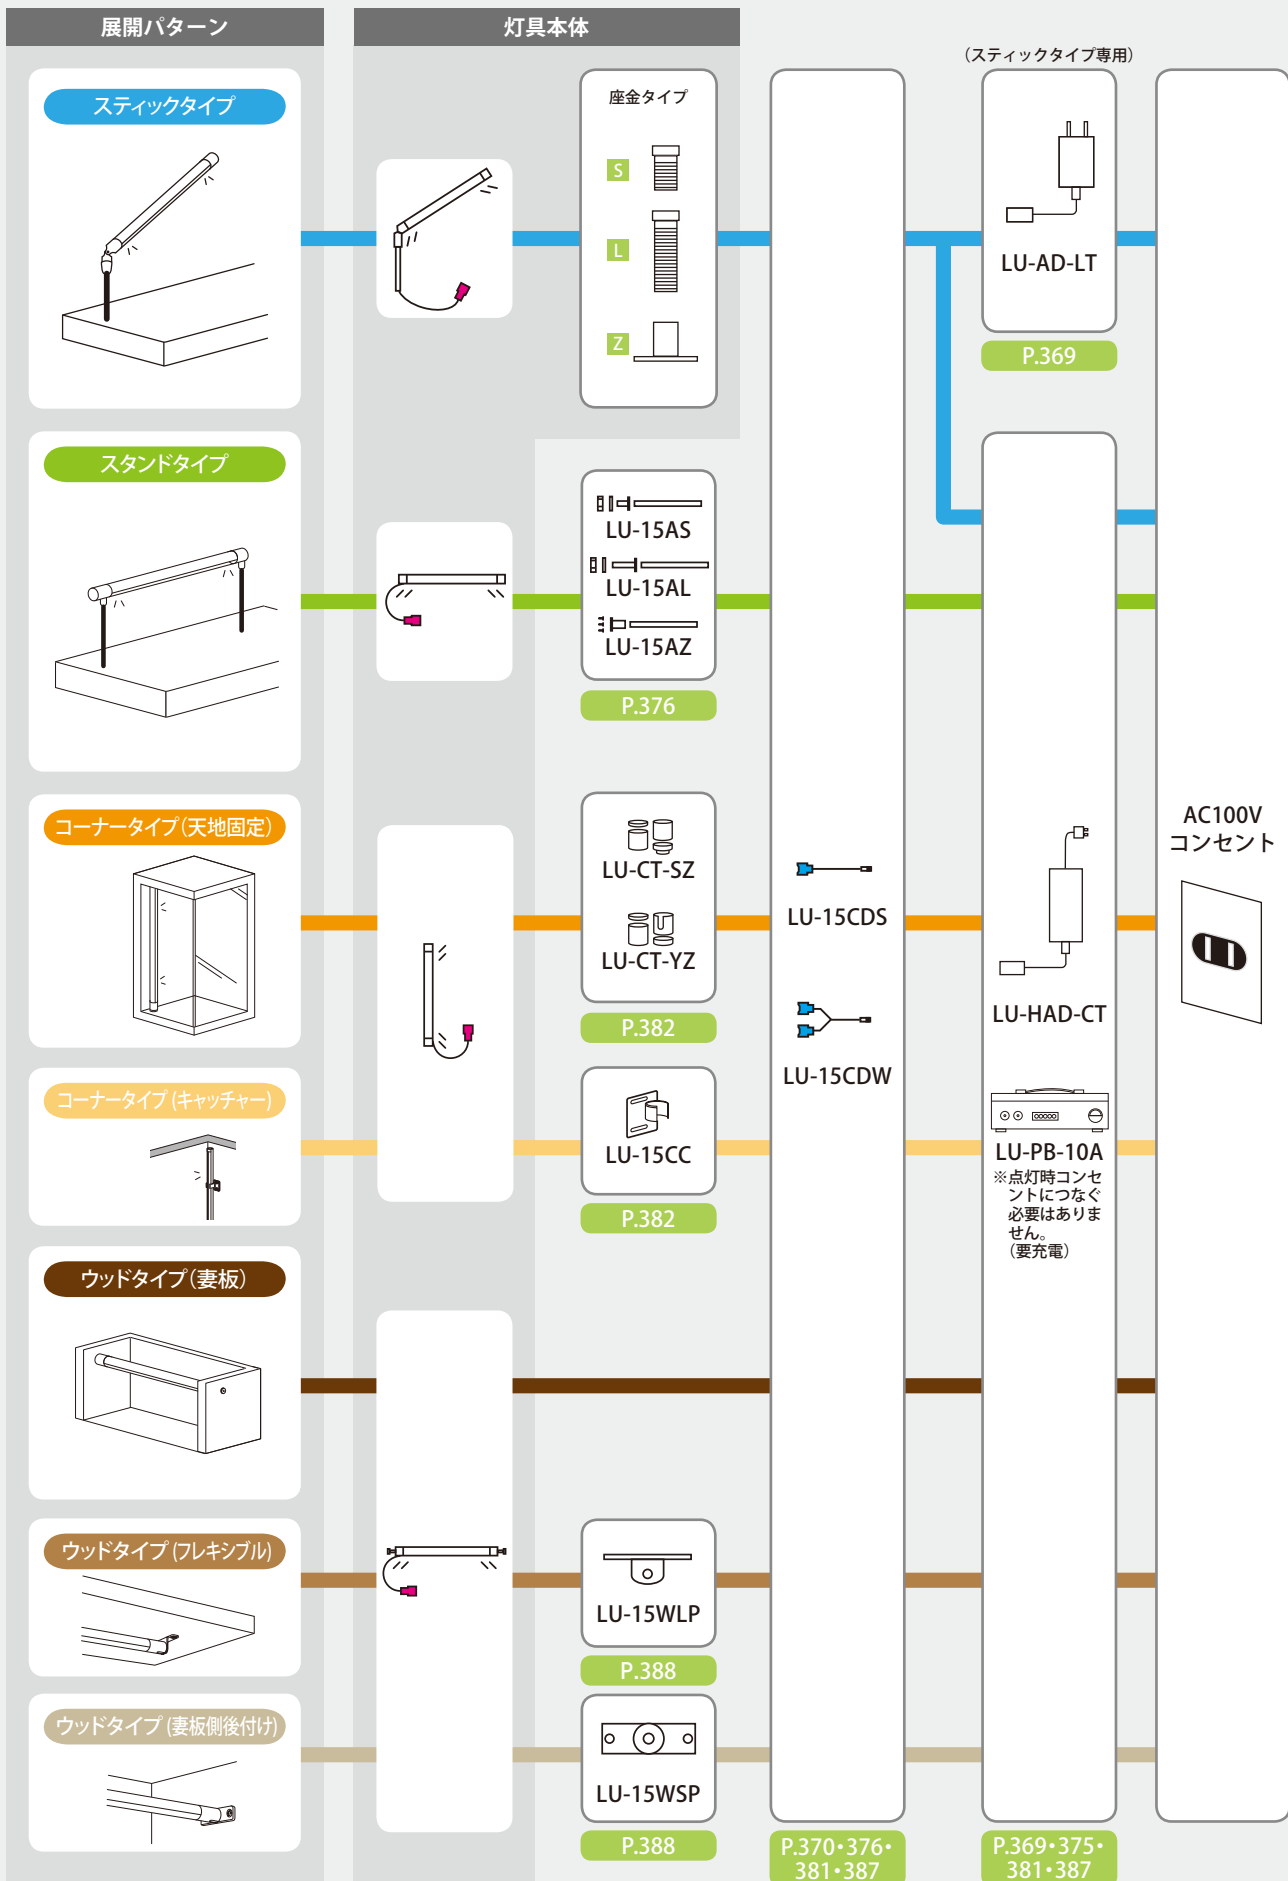 展開パターン
灯具本体
(スティックタイプ専用)
スティックタイプ
座金タイプ
S
L
Z
LU-AD-LT
P.369
スタンドタイプ
LU-15AS
LU-15AL
LU-15AZ
P.376
コーナータイプ(天地固定)
LU-CT-SZ
LU-CT-YZ
P.382
コーナータイプ(キャッチャー)
LU-15CC
P.382
ウッドタイプ(妻板)
ウッドタイプ(フレキシブル)
LU-15WLP
P.388
ウッドタイプ(妻板側後付け)
LU-15WSP
P.388
LU-15CDS
LU-15CDW
P.370・376・
381・387
LU-HAD-CT
LU-PB-10A
※点灯時コンセ
ントにつなぐ
必要はありま
せん。
(要充電)
P.369・375・
381・387
AC100V
コンセント